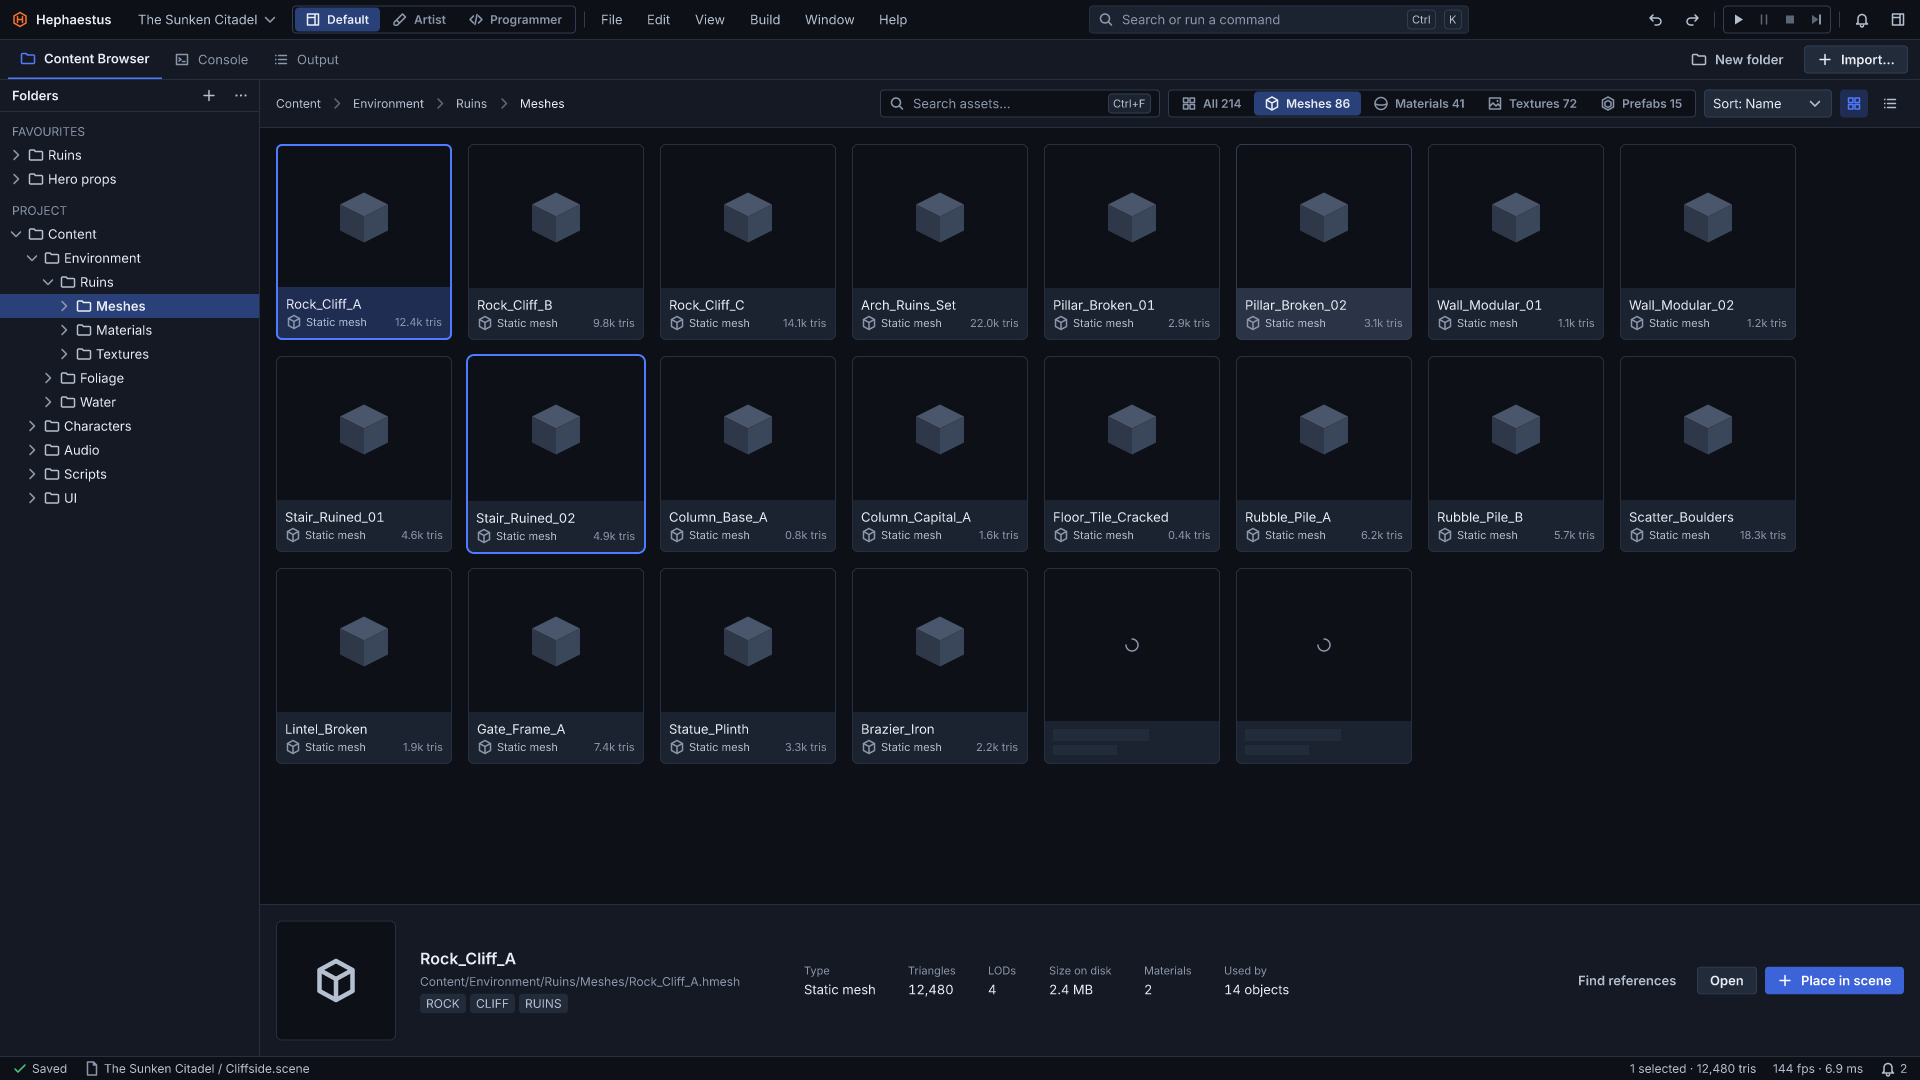 Hephaestus The Sunken Citadel Default Artist Programmer File Edit View Build Window Help Search or run a command Ctrl K
Content Browser Console Output New folder Import...
Folders
Content Environment Ruins Meshes Search assets... Ctrl+F All 214 Meshes 86 Materials 41 Textures 72 Prefabs 15 Sort: Name
FAVOURITES
Ruins
Hero props
PROJECT
Content
Environment
Ruins
Meshes
Materials
Textures
Foliage
Water
Characters
Audio
Scripts
UI
Rock_Cliff_A
Static mesh 12.4k tris
Rock_Cliff_B
Static mesh 9.8k tris
Rock_Cliff_C
Static mesh 14.1k tris
Arch_Ruins_Set
Static mesh 22.0k tris
Pillar_Broken_01
Static mesh 2.9k tris
Pillar_Broken_02
Static mesh 3.1k tris
Wall_Modular_01
Static mesh 1.1k tris
Wall_Modular_02
Static mesh 1.2k tris
Stair_Ruined_01
Static mesh 4.6k tris
Stair_Ruined_02
Static mesh 4.9k tris
Column_Base_A
Static mesh 0.8k tris
Column_Capital_A
Static mesh 1.6k tris
Floor_Tile_Cracked
Static mesh 0.4k tris
Rubble_Pile_A
Static mesh 6.2k tris
Rubble_Pile_B
Static mesh 5.7k tris
Scatter_Boulders
Static mesh 18.3k tris
Lintel_Broken
Static mesh 1.9k tris
Gate_Frame_A
Static mesh 7.4k tris
Statue_Plinth
Static mesh 3.3k tris
Brazier_Iron
Static mesh 2.2k tris
Rock_Cliff_A
Content/Environment/Ruins/Meshes/Rock_Cliff_A.hmesh
ROCK CLIFF RUINS
Type
Static mesh
Triangles
12,480
LODs
4
Size on disk
2.4 MB
Materials
2
Used by
14 objects
Find references Open Place in scene
Saved The Sunken Citadel / Cliffside.scene 1 selected · 12,480 tris 144 fps · 6.9 ms 2